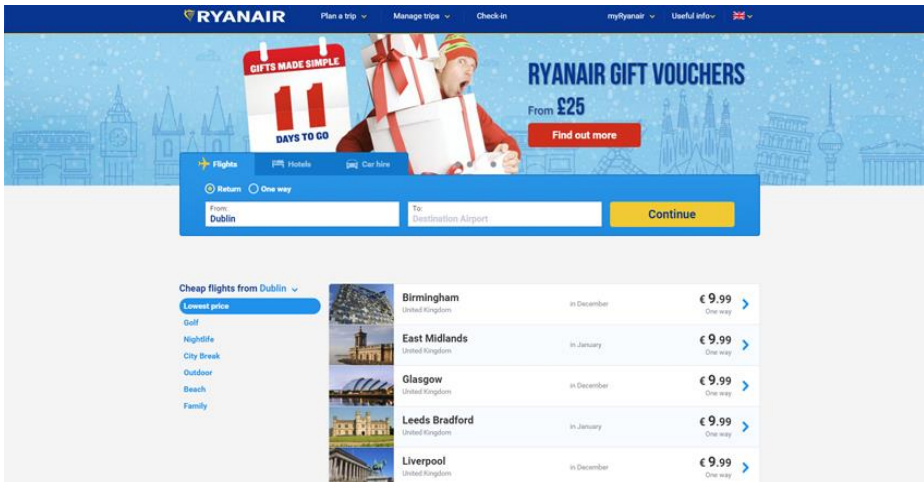 RYANAIR
Plan a trip
Manage trips
Check-in
myRyanair
Useful info
GIFTS MADE SIMPLE
11
DAYS TO GO
RYANAIR GIFT VOUCHERS
From £25
Find out more
Flights
Hotels
Car hire
Return
One way
From:
Dublin
To:
Destination Airport
Continue
Cheap flights from Dublin
Lowest price
Golf
Nightlife
City Break
Outdoor
Beach
Family
Birmingham
United Kingdom
in December
€ 9.99
One way
East Midlands
United Kingdom
in January
€ 9.99
One way
Glasgow
United Kingdom
in December
€ 9.99
One way
Leeds Bradford
United Kingdom
in January
€ 9.99
One way
Liverpool
United Kingdom
in December
€ 9.99
One way